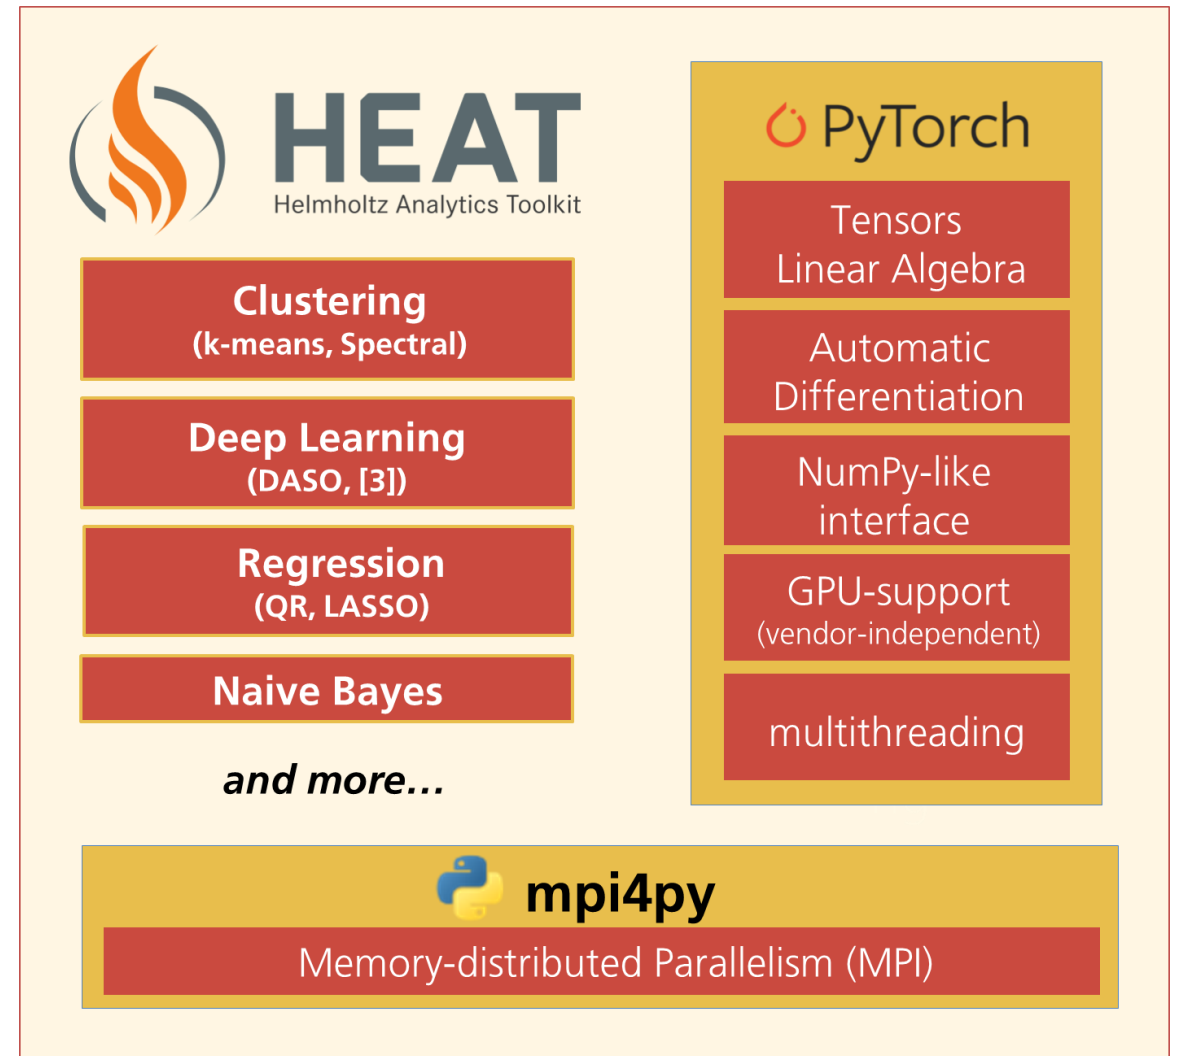 HEAT
Helmholtz Analytics Toolkit
Clustering
(k-means, Spectral)
Deep Learning
(DASO, [3])
Regression
(QR, LASSO)
Naive Bayes
and more...
PyTorch
Tensors
Linear Algebra
Automatic
Differentiation
NumPy-like
interface
GPU-support
(vendor-independent)
multithreading
mpi4py
Memory-distributed Parallelism (MPI)